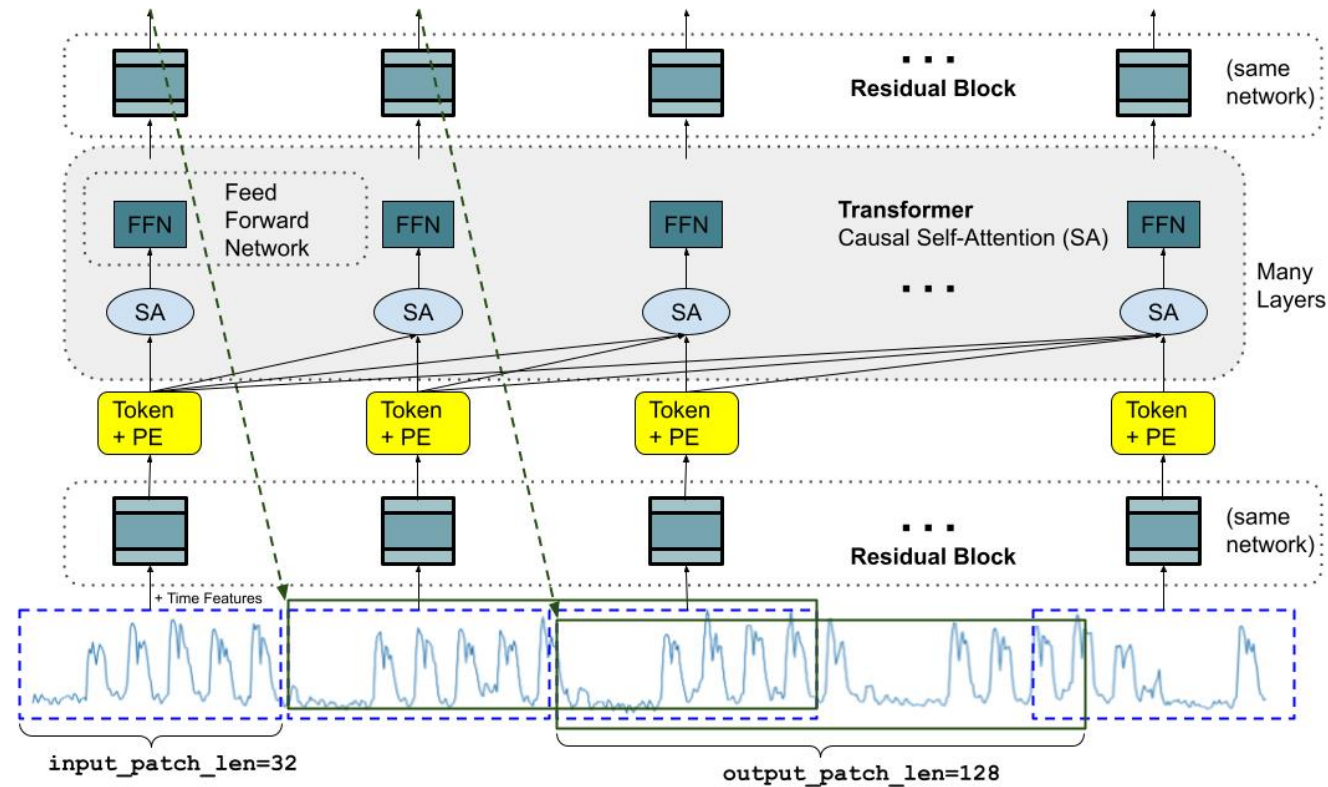 . . .
Residual Block
(same
network)
Feed
Forward
Network
FFN
FFN
FFN
FFN
Transformer
Causal Self-Attention (SA)
. . .
SA
SA
SA
SA
Many
Layers
Token
+ PE
Token
+ PE
Token
+ PE
Token
+ PE
. . .
Residual Block
(same
network)
+ Time Features
input_patch_len=32
output_patch_len=128